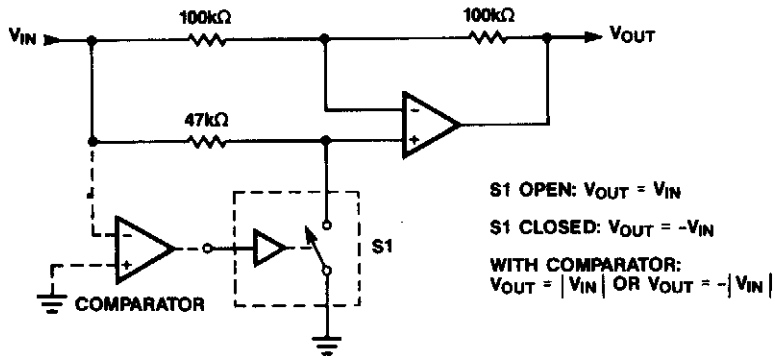 100kΩ
100kΩ
VIN
VOUT
-
+
47kΩ
S1 OPEN: VOUT = VIN
S1 CLOSED: VOUT = -VIN
WITH COMPARATOR:
VOUT = |VIN| OR VOUT = -|VIN|
-
+
S1
COMPARATOR